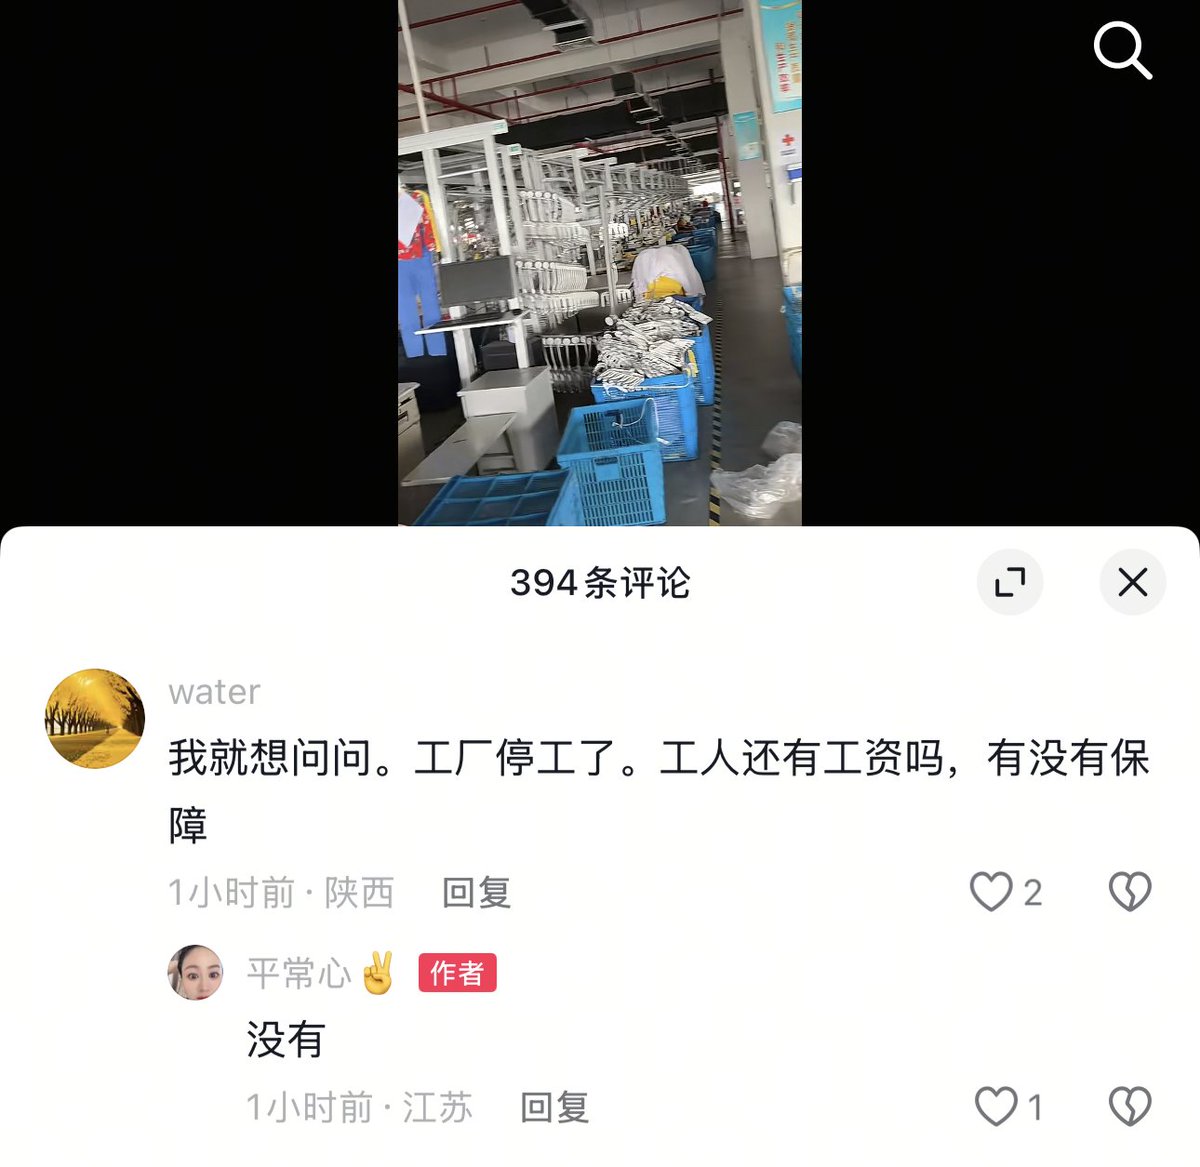 394条评论
water
我就想问问。工厂停工了。工人还有工资吗，有没有保
障
1小时前·陕西 回复 2
平常心✌️ 作者
没有
1小时前·江苏 回复 1